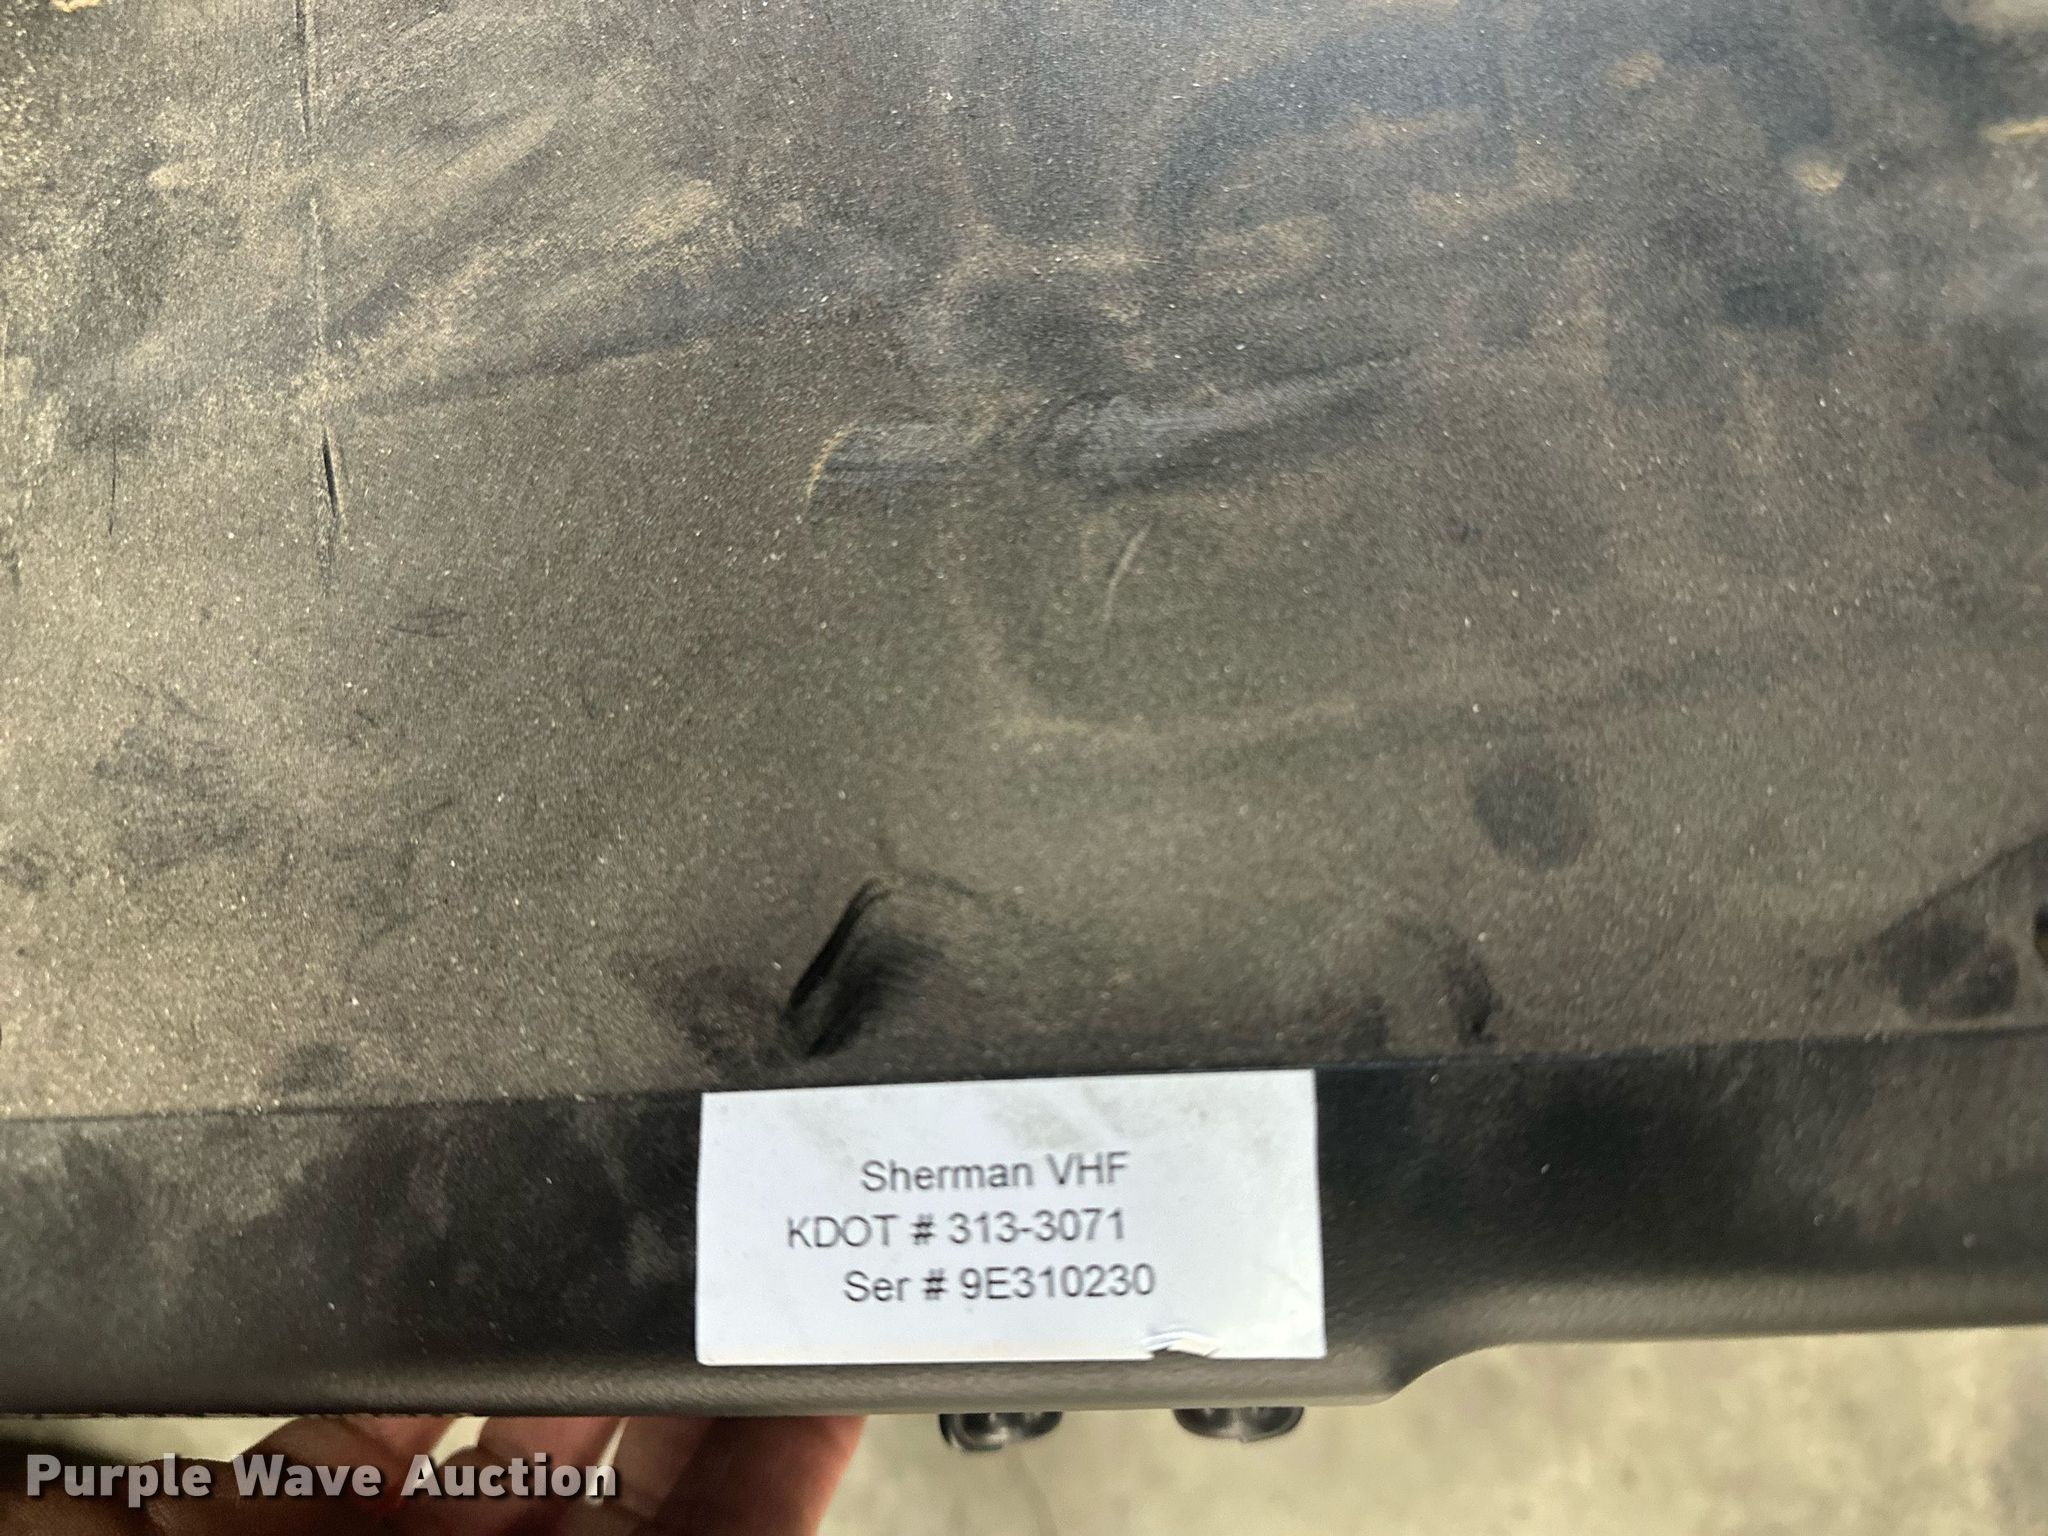 Sherman VHF
KDOT # 313-3071
Ser # 9E310230
Purple Wave Auction